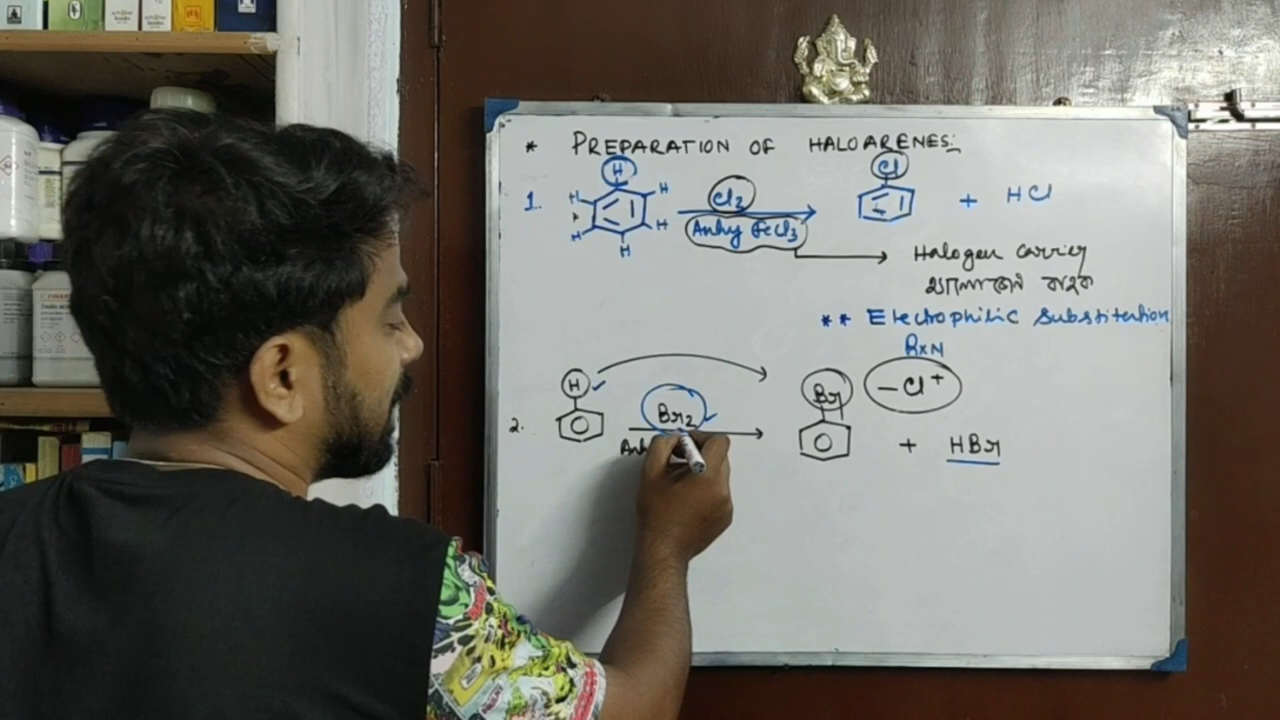 * PREPARATION OF HALOARENES:
1. H H H H H H Cl2 Anhy FeCl3 Cl + HCl
Halogen carrier
হ্যালোজেন বাহক
** Electrophilic Substitution
RXN
2. H Br2 Anh Br - Cl+ + HBr